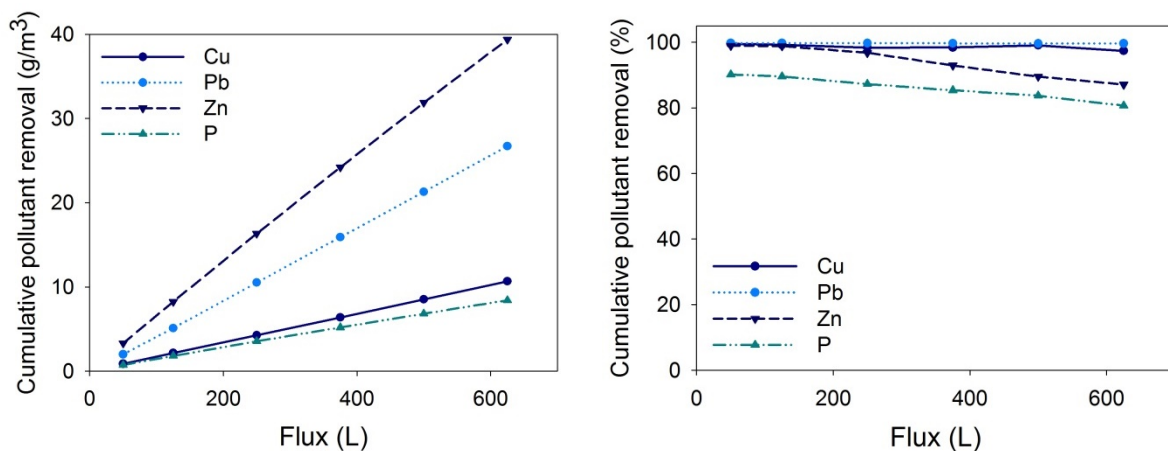 Cumulative pollutant removal (g/m³)
40
30
20
10
0
Cu
Pb
Zn
P
0
200
400
600
Flux (L)
Cumulative pollutant removal (%)
100
80
60
40
20
0
Cu
Pb
Zn
P
0
200
400
600
Flux (L)